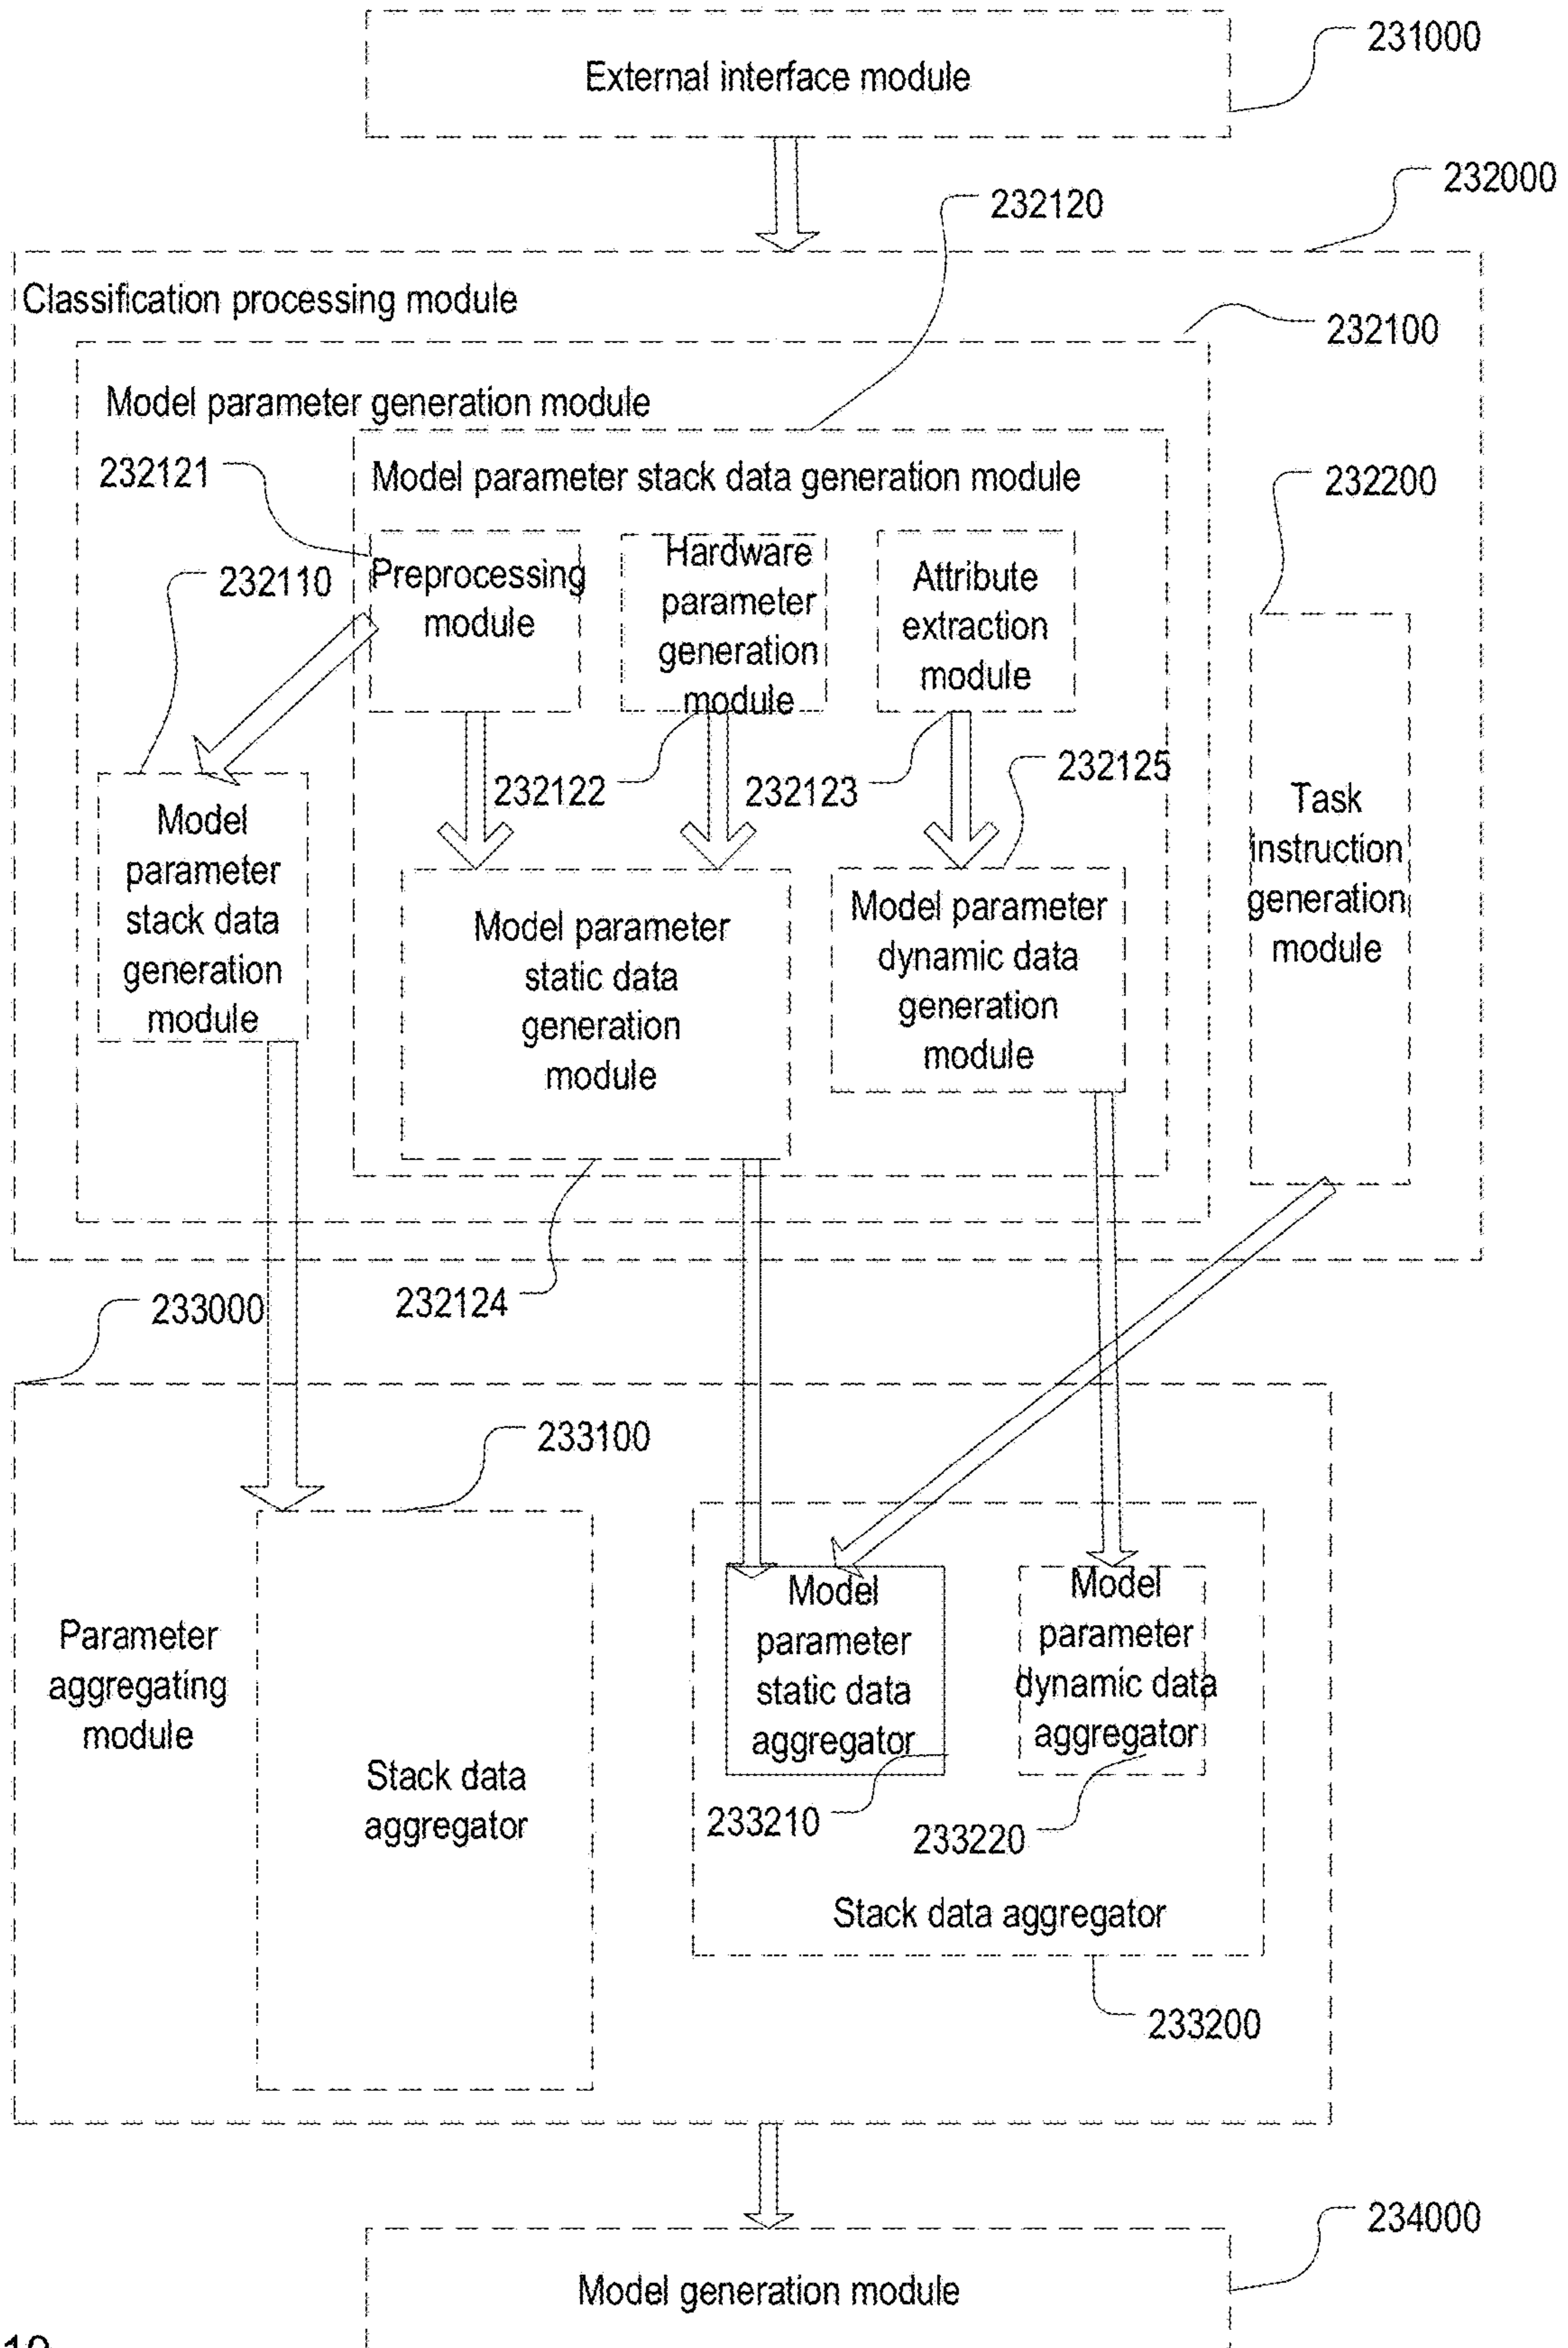 231000
External interface module
232000
232120
Classification processing module
232100
Model parameter generation module
232121
Model parameter stack data generation module
232200
232110
Preprocessing
module
Hardware
parameter
generation
module
Attribute
extraction
module
232122
232123
232125
Model
parameter
stack data
generation
module
Model parameter
static data
generation
module
Model parameter
dynamic data
generation
module
Task
instruction
generation
module
232124
233000
233100
Parameter
aggregating
module
Stack data
aggregator
Model
parameter
static data
aggregator
Model
parameter
dynamic data
aggregator
233210
233220
Stack data aggregator
233200
234000
Model generation module